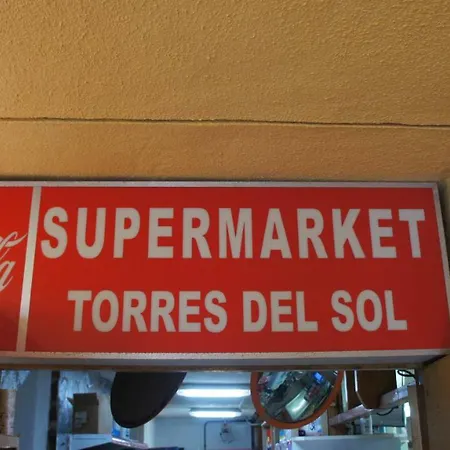 SUPERMARKET
TORRES DEL SOL